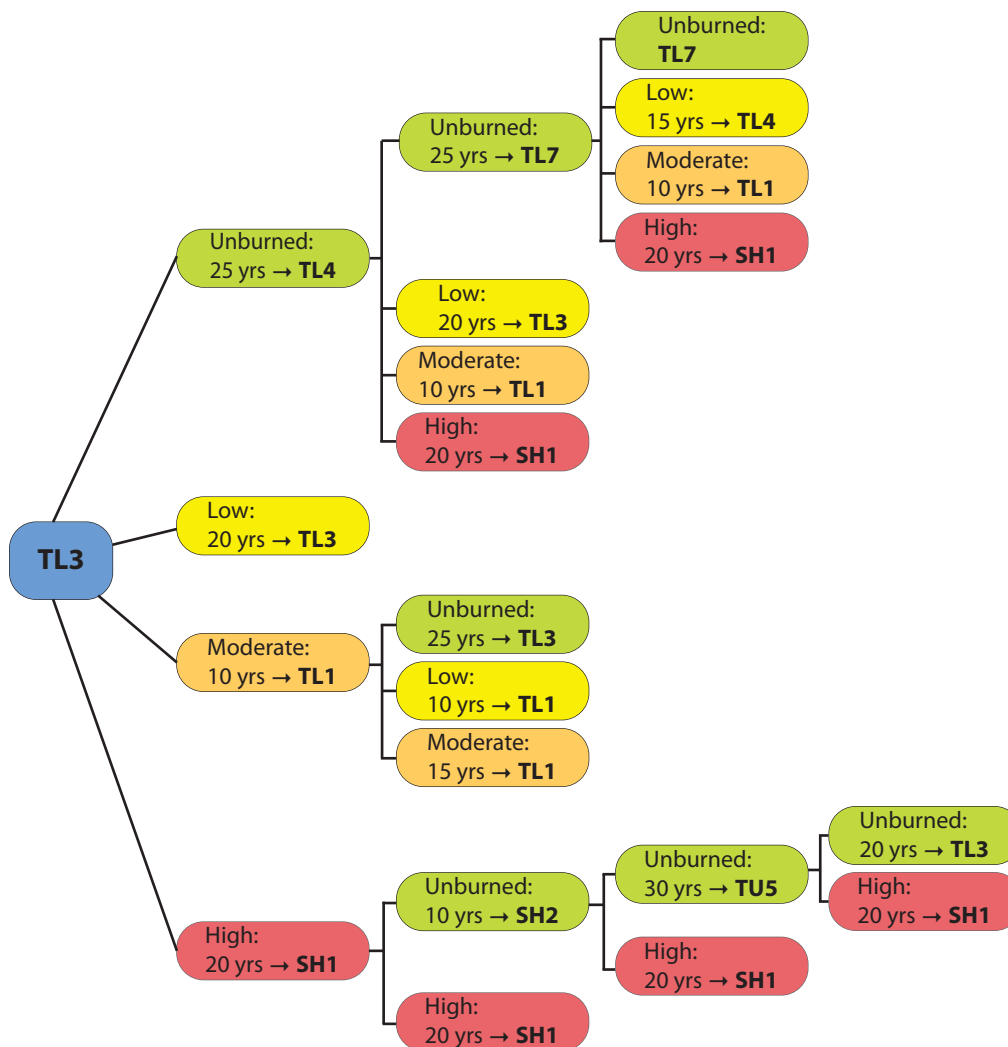 TL3
Unburned:
25 yrs → TL4
Unburned:
25 yrs → TL7
Unburned:
TL7
Low:
15 yrs → TL4
Moderate:
10 yrs → TL1
High:
20 yrs → SH1
Low:
20 yrs → TL3
Moderate:
10 yrs → TL1
High:
20 yrs → SH1
Low:
20 yrs → TL3
Moderate:
10 yrs → TL1
Unburned:
25 yrs → TL3
Low:
10 yrs → TL1
Moderate:
15 yrs → TL1
High:
20 yrs → SH1
Unburned:
10 yrs → SH2
Unburned:
30 yrs → TU5
Unburned:
20 yrs → TL3
High:
20 yrs → SH1
High:
20 yrs → SH1
High:
20 yrs → SH1